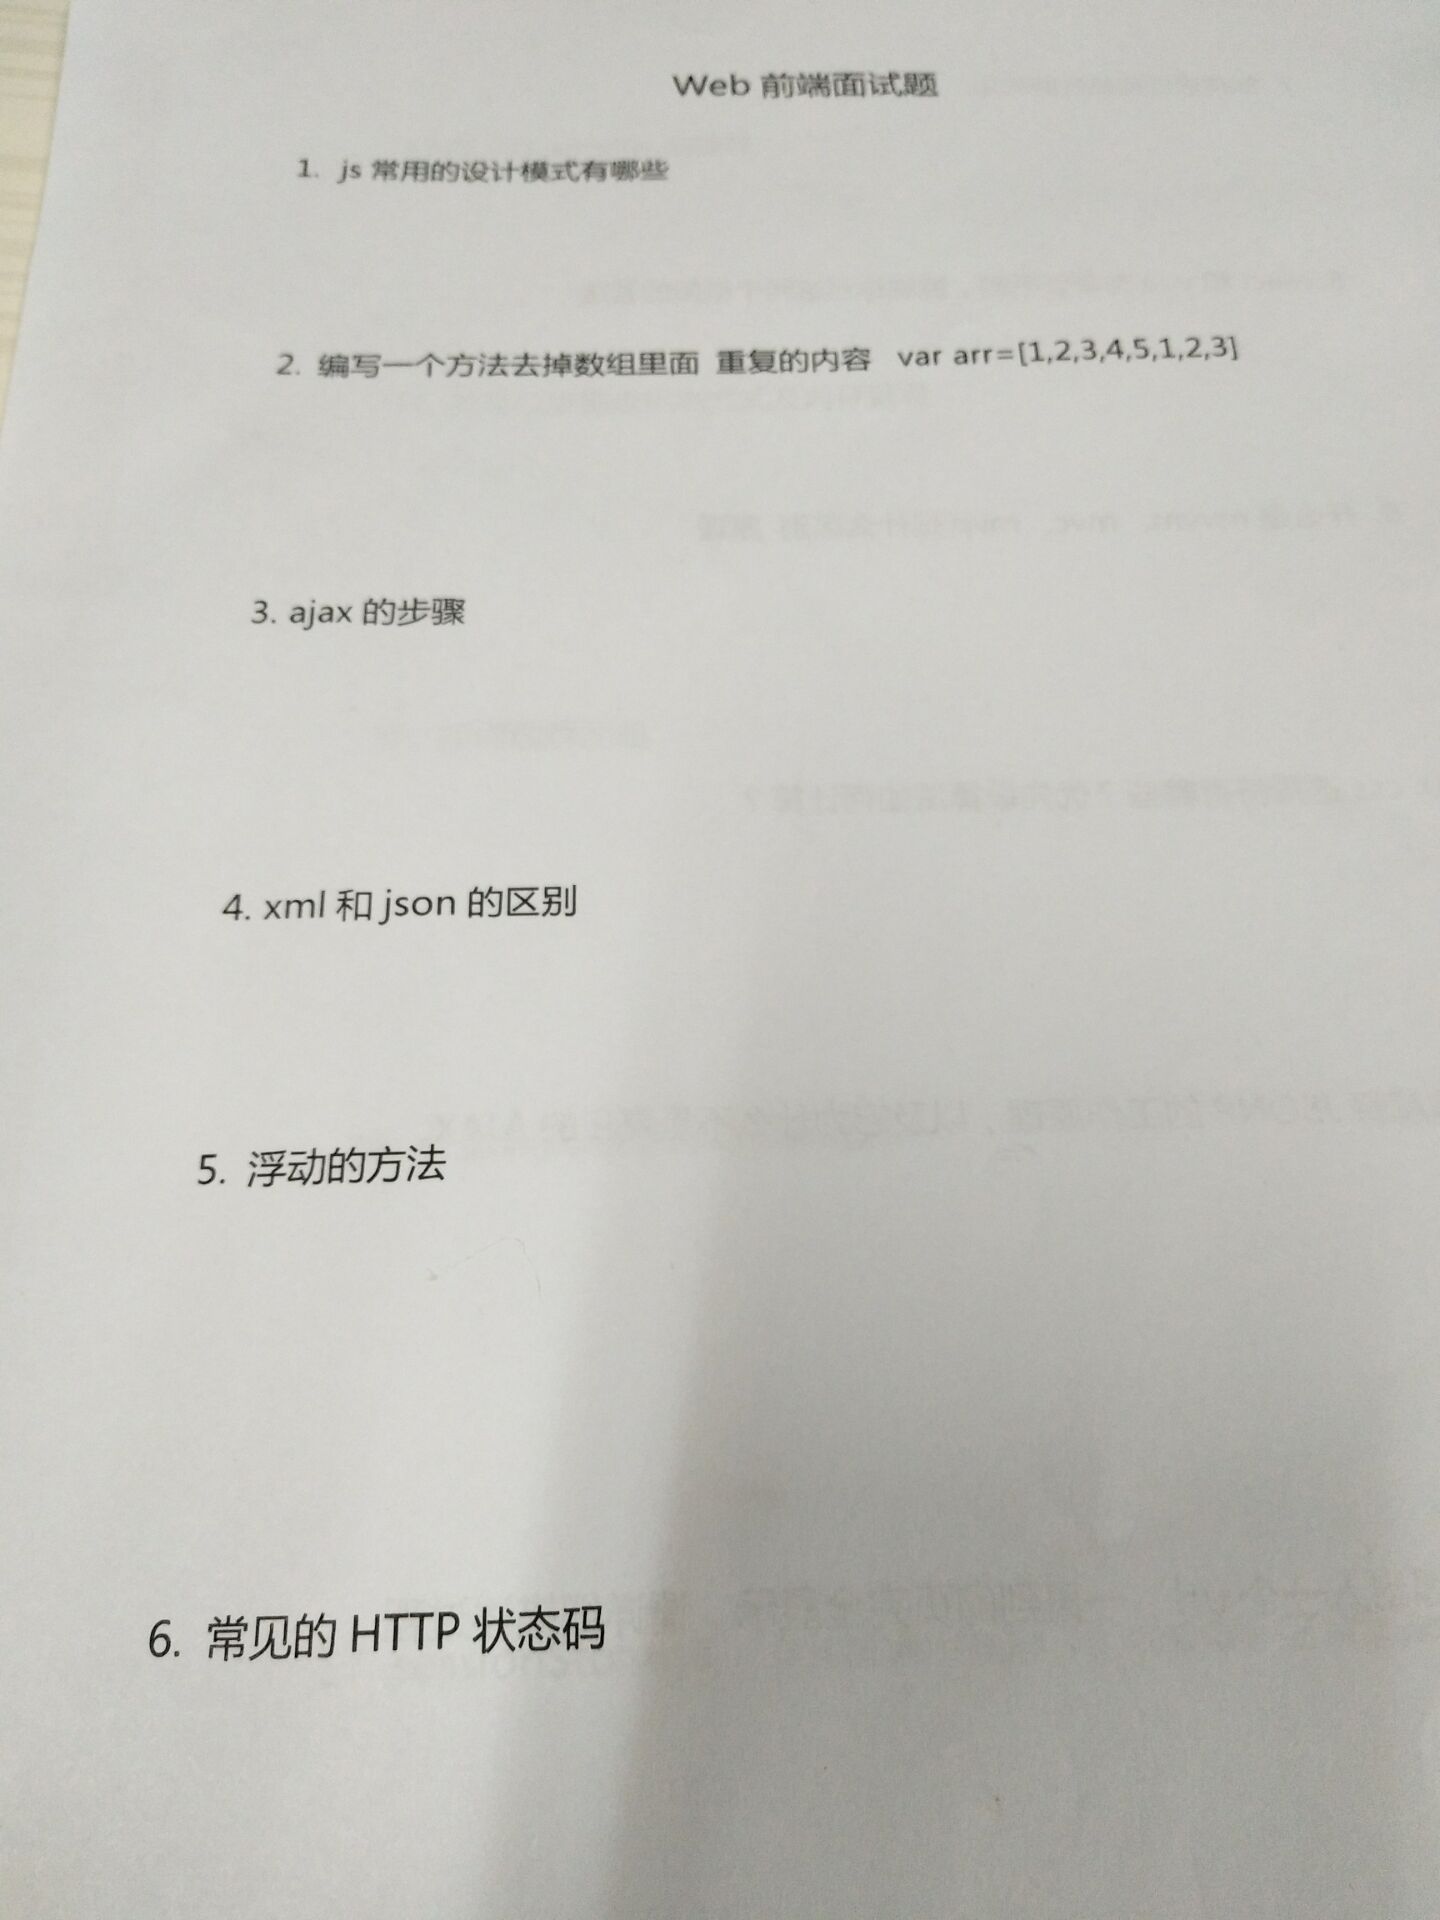 Web 前端面试题
1. js 常用的设计模式有哪些
2. 编写一个方法去掉数组里面 重复的内容 var arr=[1,2,3,4,5,1,2,3]
3. ajax 的步骤
4. xml 和 json 的区别
5. 浮动的方法
6. 常见的 HTTP 状态码